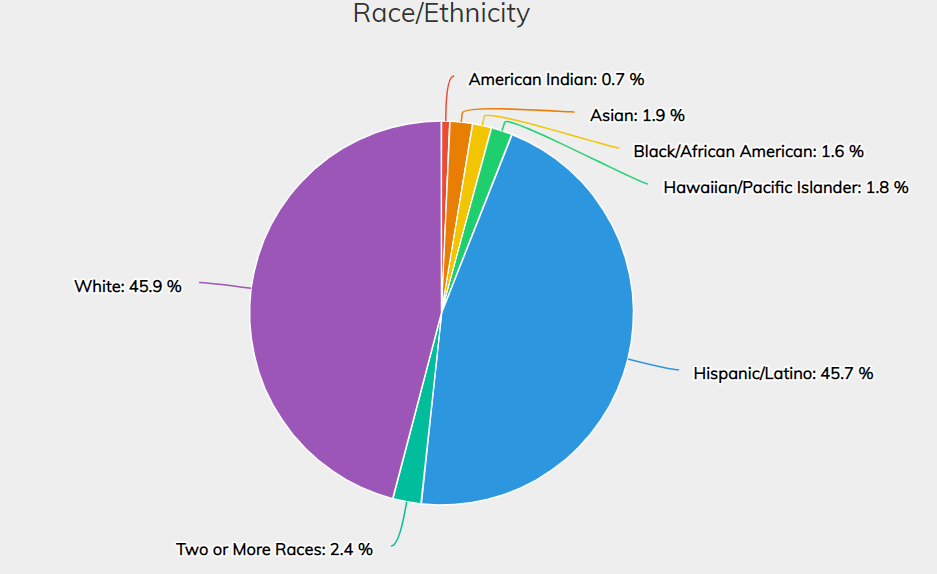 Race/Ethnicity
American Indian: 0.7 %
Asian: 1.9 %
Black/African American: 1.6 %
Hawaiian/Pacific Islander: 1.8 %
White: 45.9 %
Hispanic/Latino: 45.7 %
Two or More Races: 2.4 %